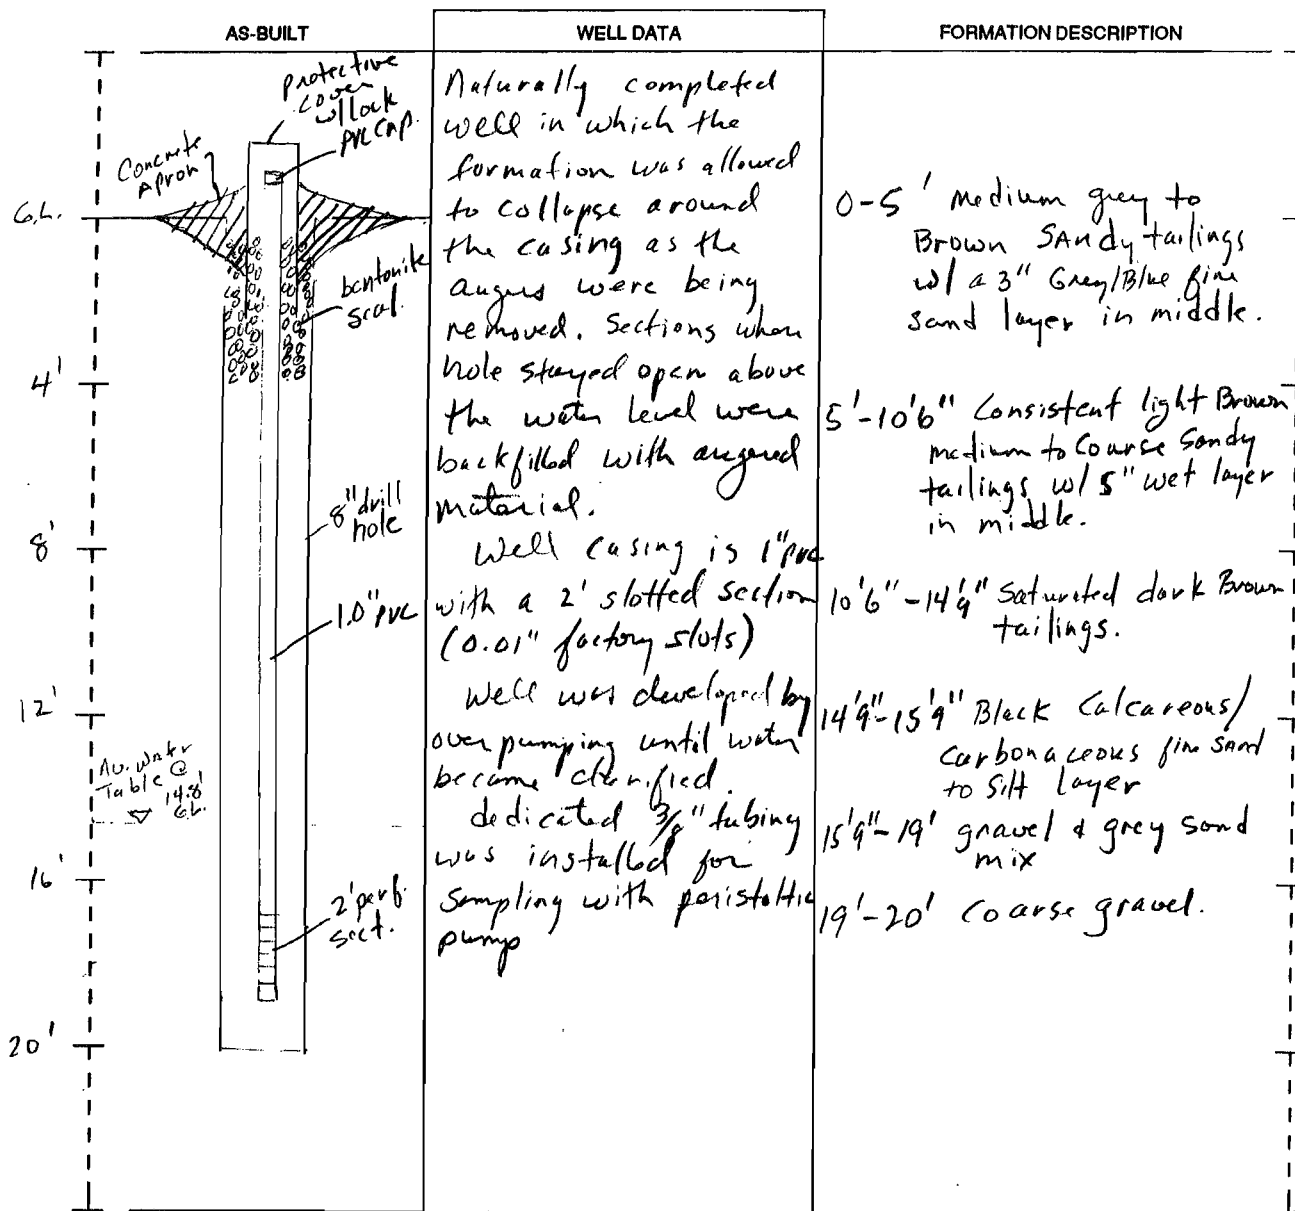 AS-BUILT
WELL DATA
FORMATION DESCRIPTION
protective
cover
w/lock
PVC Cap.
Concrete
Apron
G.L.
bentonite
seal.
4'
8" drill
hole
8'
1.0" PVC
12'
Av. Water
Table @
14.8'
G.L.
16'
2' perf.
sect.
20'
Naturally completed
well in which the
formation was allowed
to collapse around
the casing as the
augers were being
removed. Sections where
hole stayed open above
the water level were
backfilled with augered
material.
Well casing is 1" pvc
with a 2' slotted section
(0.01" factory slots)
Well was developed by
over pumping until water
became clarified.
dedicated 3/8" tubing
was installed for
Sampling with peristaltic
pump
0-5' Medium grey to
Brown SAndy tailings
w/ a 3" Grey/Blue fine
sand layer in middle.
5'-10'6" Consistent light Brown
medium to Coarse Sandy
tailings w/ 5" wet layer
in middle.
10'6"-14'9" Saturated dark Brown
tailings.
14'9"-15'9" Black Calcareous/
Carbonaceous fine sand
to Silt layer
15'9"-19' gravel & grey sand
mix
19'-20' Coarse gravel.